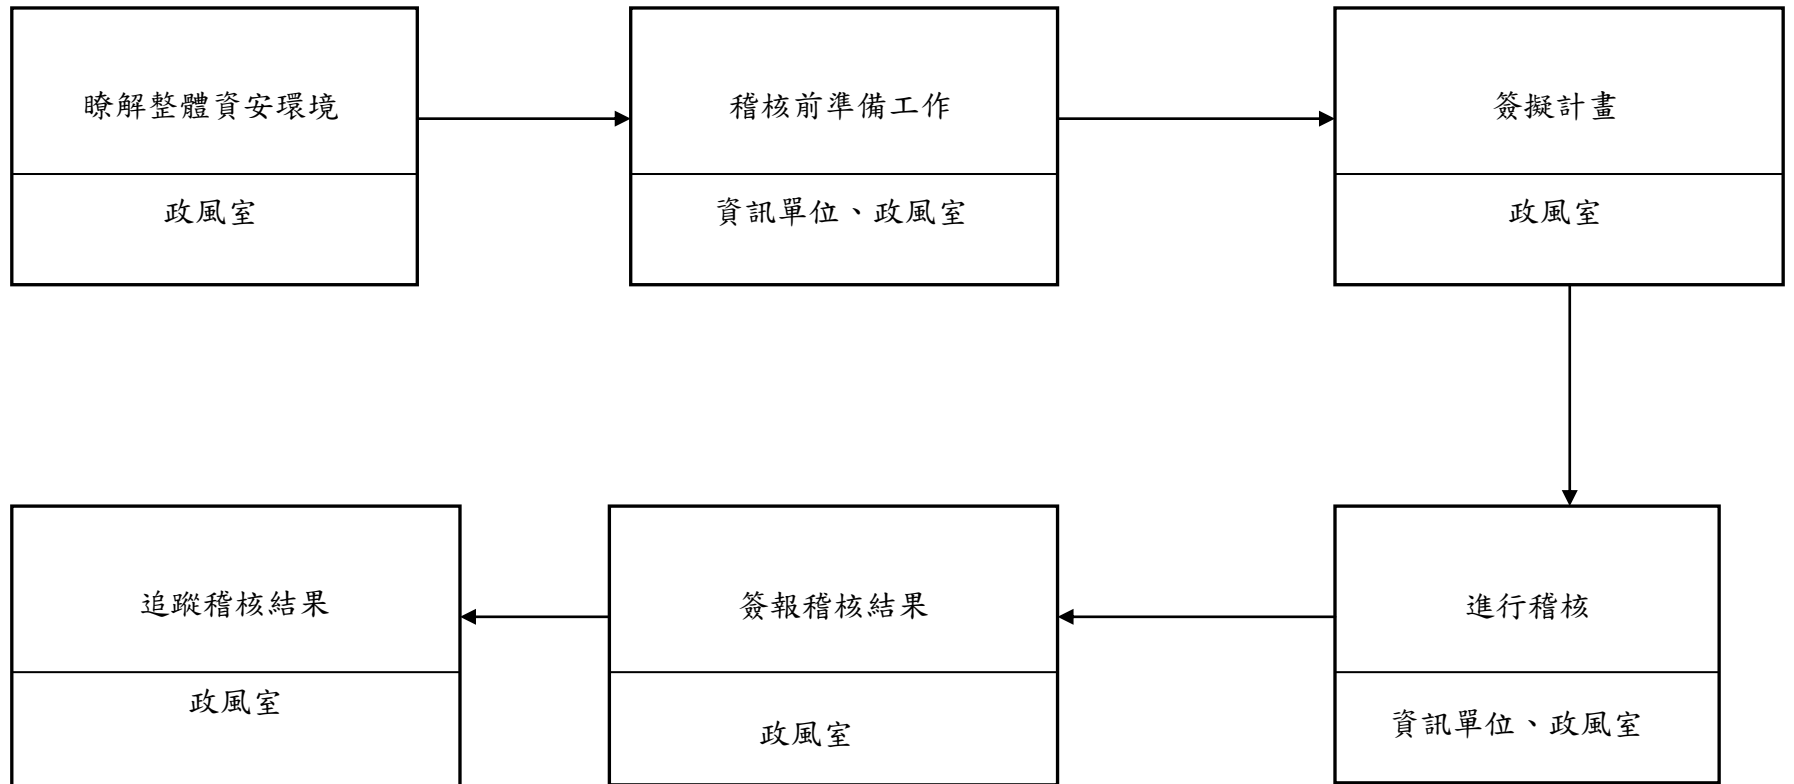 瞭解整體資安環境
政風室
稽核前準備工作
資訊單位、政風室
簽擬計畫
政風室
進行稽核
資訊單位、政風室
簽報稽核結果
政風室
追蹤稽核結果
政風室